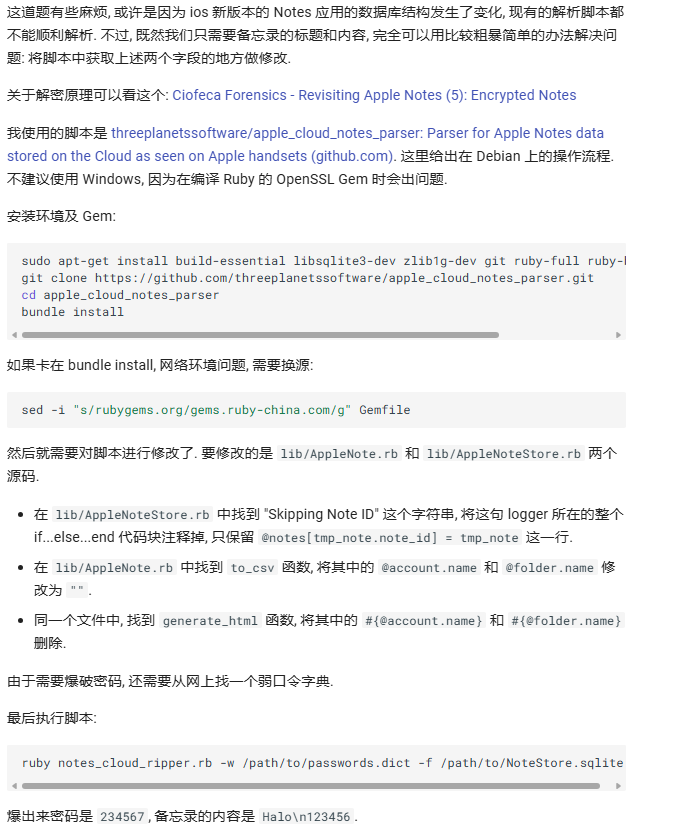 这道题有些麻烦, 或许是因为 ios 新版本的 Notes 应用的数据库结构发生了变化, 现有的解析脚本都
不能顺利解析. 不过, 既然我们只需要备忘录的标题和内容, 完全可以用比较粗暴简单的办法解决问
题: 将脚本中获取上述两个字段的地方做修改.
关于解密原理可以看这个: Ciofeca Forensics - Revisiting Apple Notes (5): Encrypted Notes
我使用的脚本是 threeplanetssoftware/apple_cloud_notes_parser: Parser for Apple Notes data
stored on the Cloud as seen on Apple handsets (github.com). 这里给出在 Debian 上的操作流程.
不建议使用 Windows, 因为在编译 Ruby 的 OpenSSL Gem 时会出问题.
安装环境及 Gem:
sudo apt-get install build-essential libsqlite3-dev zlib1g-dev git ruby-full ruby-
git clone https://github.com/threeplanetssoftware/apple_cloud_notes_parser.git
cd apple_cloud_notes_parser
bundle install
如果卡在 bundle install, 网络环境问题, 需要换源:
sed -i "s/rubygems.org/gems.ruby-china.com/g" Gemfile
然后就需要对脚本进行修改了. 要修改的是 lib/AppleNote.rb 和 lib/AppleNoteStore.rb 两个
源码.
• 在 lib/AppleNoteStore.rb 中找到 "Skipping Note ID" 这个字符串, 将这句 logger 所在的整个
if...else...end 代码块注释掉, 只保留 @notes[tmp_note.note_id] = tmp_note 这一行.
• 在 lib/AppleNote.rb 中找到 to_csv 函数, 将其中的 @account.name 和 @folder.name 修
改为 "".
• 同一个文件中, 找到 generate_html 函数, 将其中的 #{@account.name} 和 #{@folder.name}
删除.
由于需要爆破密码, 还需要从网上找一个弱口令字典.
最后执行脚本:
ruby notes_cloud_ripper.rb -w /path/to/passwords.dict -f /path/to/NoteStore.sqlite
爆出来密码是 234567, 备忘录的内容是 Halo\n123456.